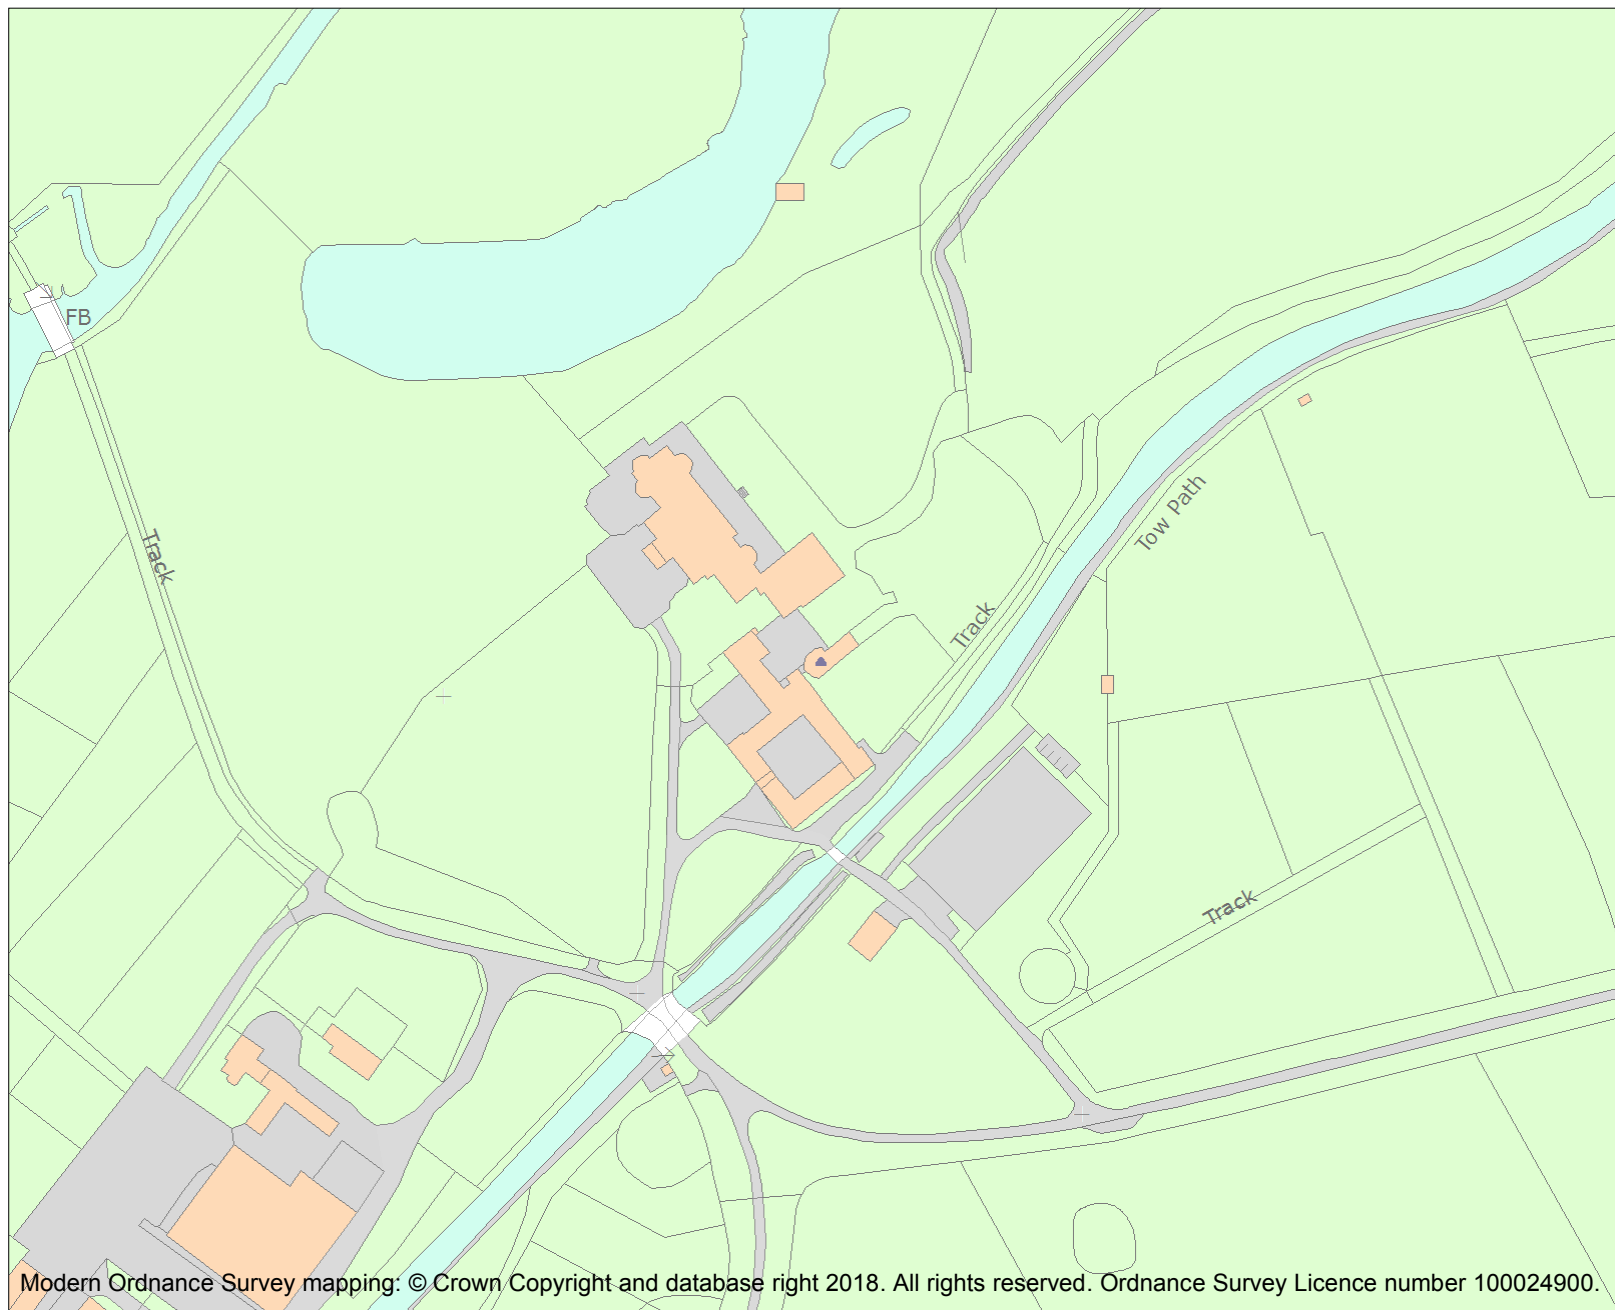 FB
Tow Path
Track
Track
Track
Modern Ordnance Survey mapping: © Crown Copyright and database right 2018. All rights reserved. Ordnance Survey Licence number 100024900.